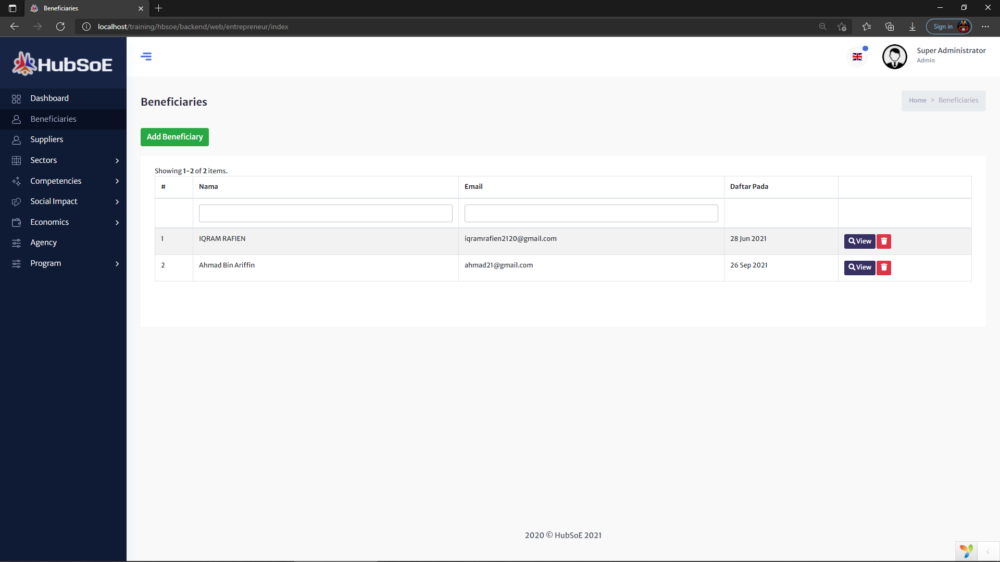 Beneficiaries
localhost/training/hbsoe/backend/web/entrepreneur/index
Sign in
HubSoE
Super Administrator
Admin
Dashboard
Beneficiaries
Suppliers
Sectors
Competencies
Social Impact
Economics
Agency
Program
Beneficiaries
Home > Beneficiaries
Add Beneficiary
Showing 1-2 of 2 items.
# Nama Email Daftar Pada
1 IQRAM RAFIEN iqramrafien2120@gmail.com 28 Jun 2021 View
2 Ahmad Bin Ariffin ahmad21@gmail.com 26 Sep 2021 View
2020 © HubSoE 2021